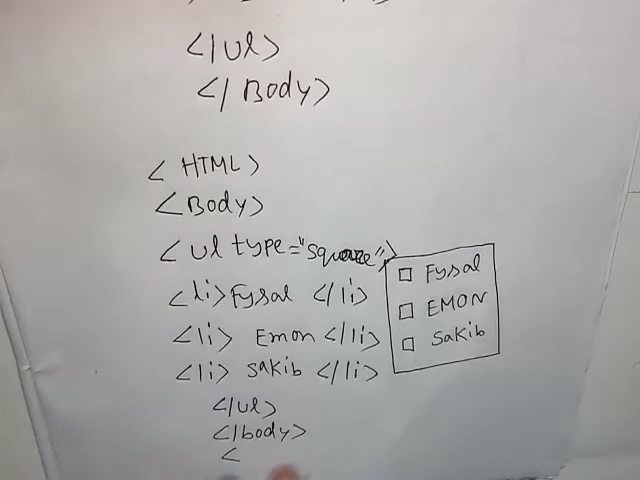 </ul>
</Body>
< HTML>
<Body>
<ul type="square">
<li>Fysal </li>
<li> Emon </li>
<li> Sakib </li>
</ul>
</body>
<
Fysal
EMON
Sakib